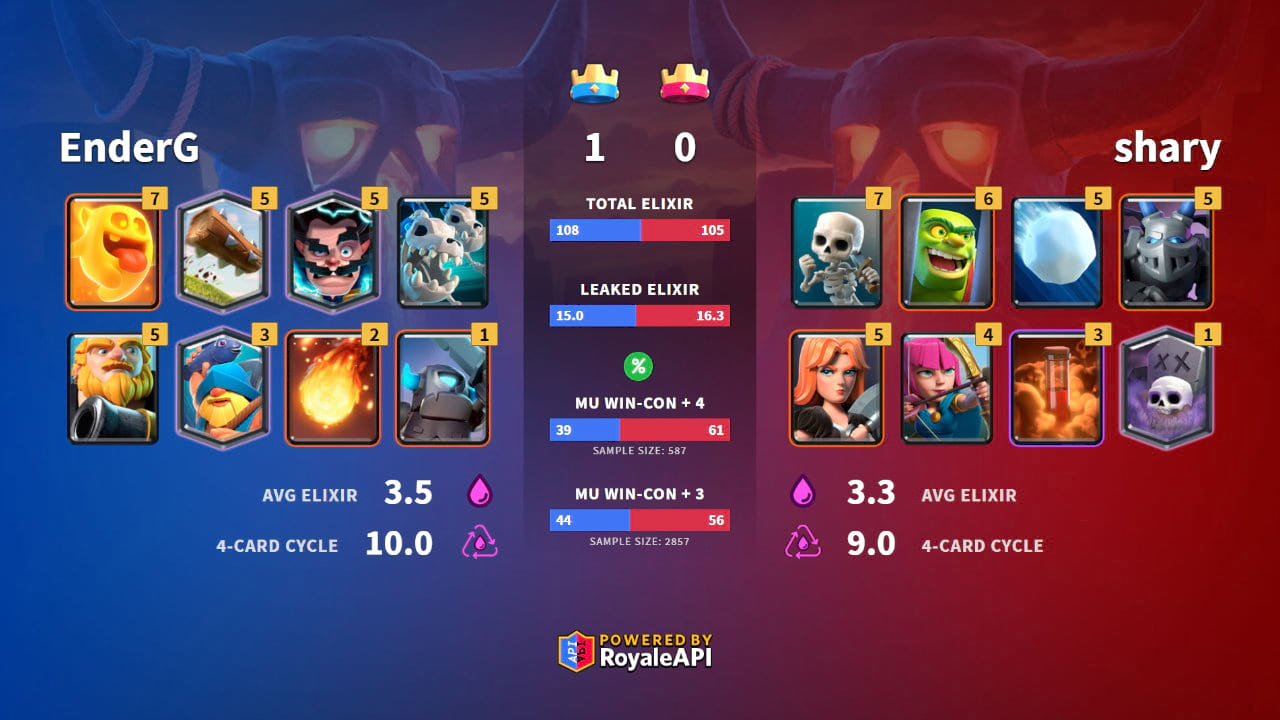 EnderG
1 0
shary
7 5 5 5
5 3 2 1
TOTAL ELIXIR
108 105
LEAKED ELIXIR
15.0 16.3
%
MU WIN-CON + 4
39 61
SAMPLE SIZE: 587
MU WIN-CON + 3
44 56
SAMPLE SIZE: 2857
7 6 5 5
5 4 3 1
AVG ELIXIR 3.5
4-CARD CYCLE 10.0
3.3 AVG ELIXIR
9.0 4-CARD CYCLE
API API
POWERED BY
RoyaleAPI